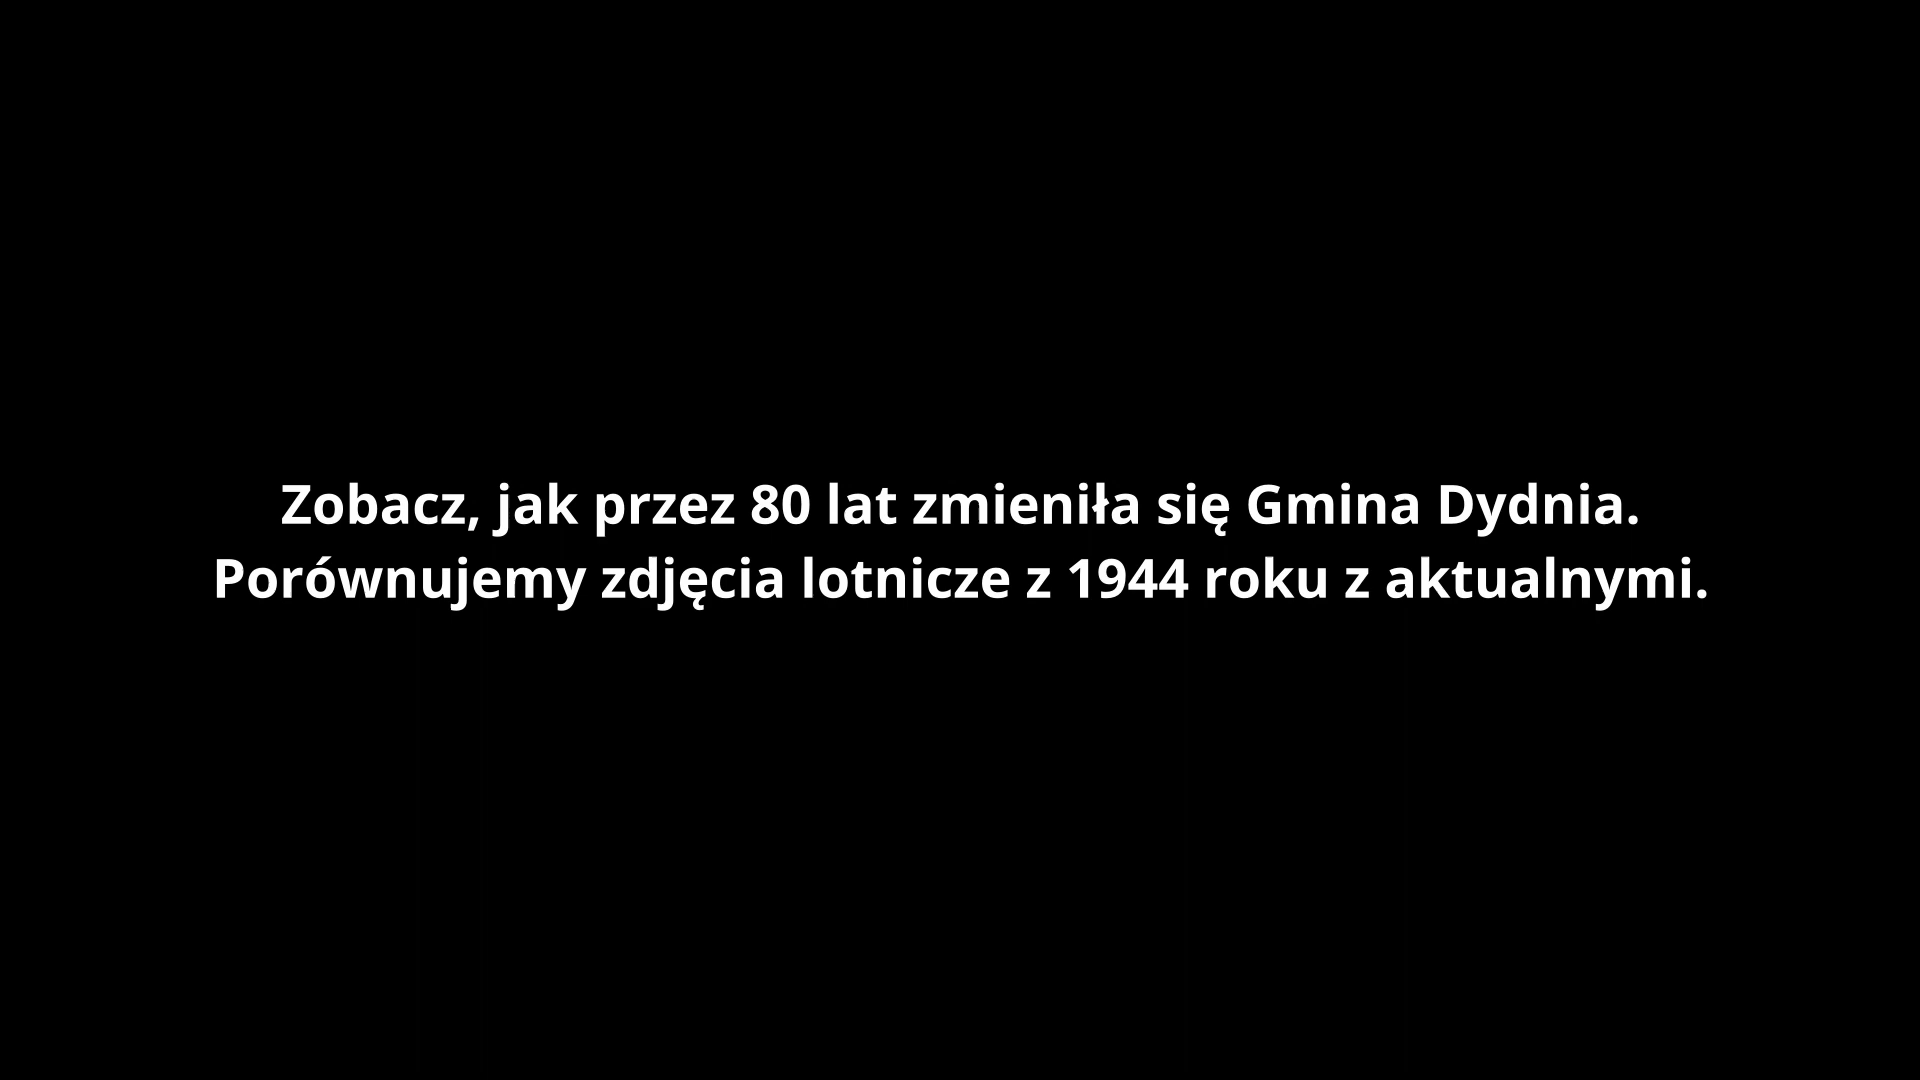 Zobacz, jak przez 80 lat zmieniła się Gmina Dydnia.
Porównujemy zdjęcia lotnicze z 1944 roku z aktualnymi.